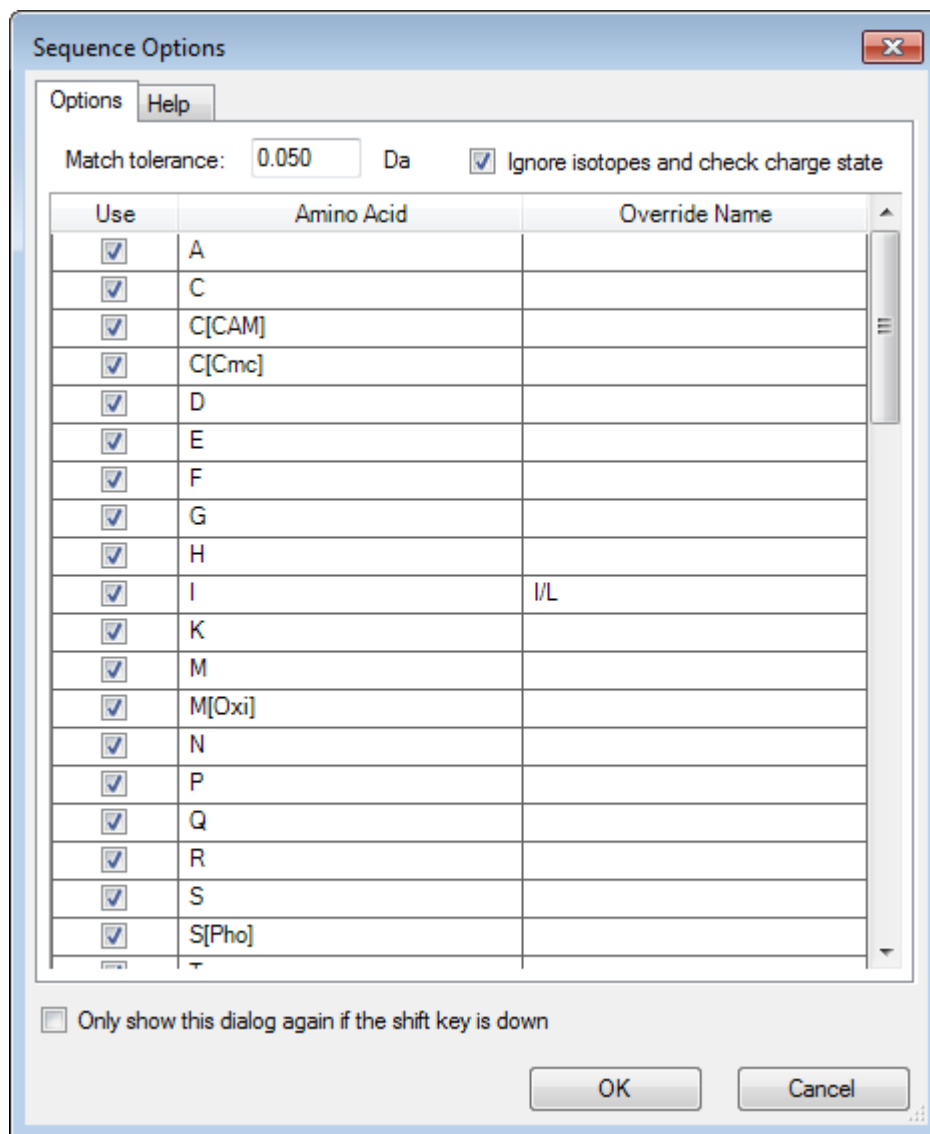 Sequence Options
Options Help
Match tolerance: 0.050 Da Ignore isotopes and check charge state
Use Amino Acid Override Name
A
C
C[CAM]
C[Cmc]
D
E
F
G
H
I I/L
K
M
M[Oxi]
N
P
Q
R
S
S[Pho]
Only show this dialog again if the shift key is down
OK Cancel